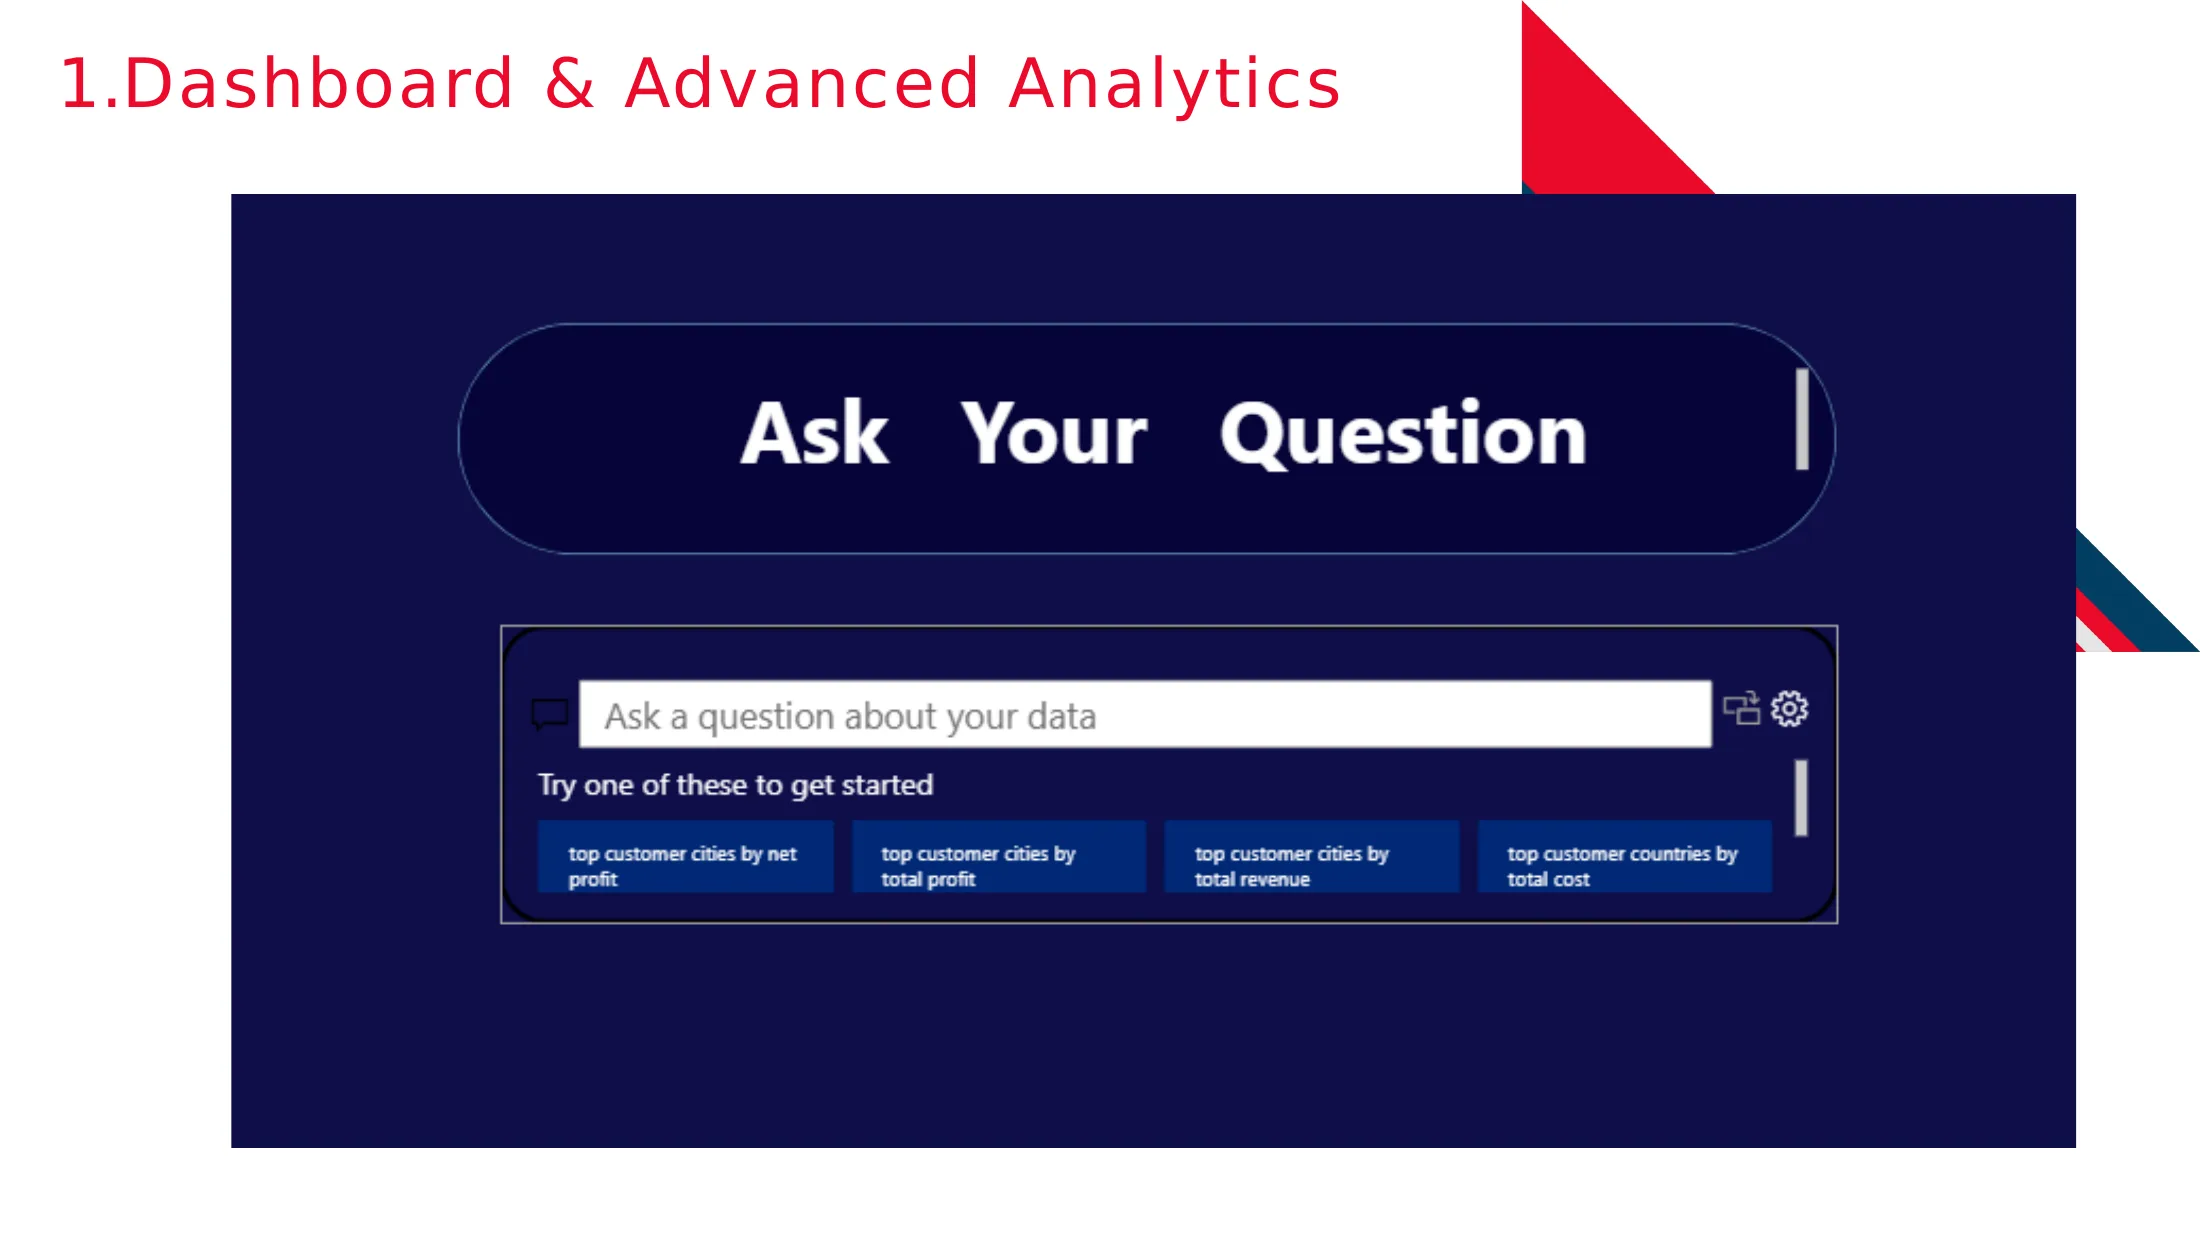 1.Dashboard & Advanced Analytics
Ask Your Question
Ask a question about your data
Try one of these to get started
top customer cities by net
profit
top customer cities by
total profit
top customer cities by
total revenue
top customer countries by
total cost